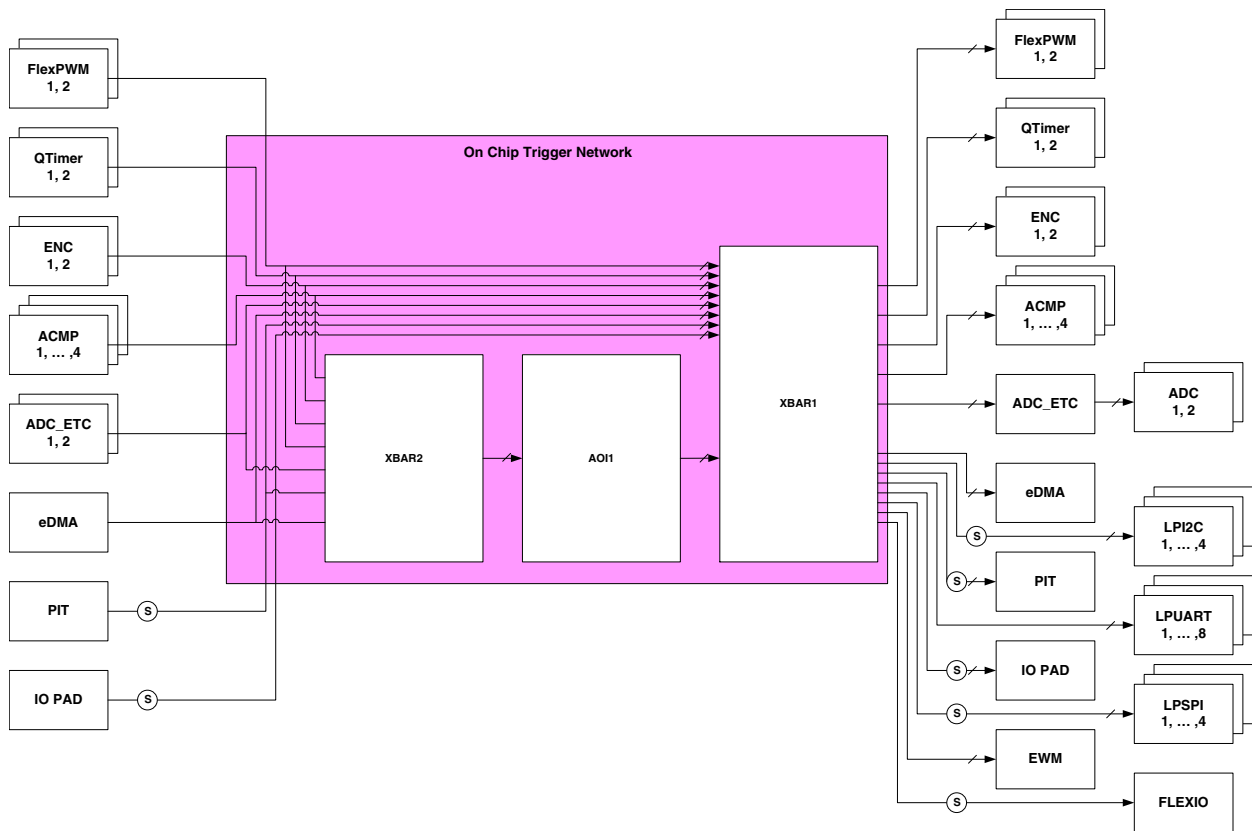 FlexPWM
1, 2
QTimer
1, 2
ENC
1, 2
ACMP
1, ... ,4
ADC_ETC
1, 2
eDMA
PIT
S
IO PAD
S
On Chip Trigger Network
XBAR2
AOI1
XBAR1
FlexPWM
1, 2
QTimer
1, 2
ENC
1, 2
ACMP
1, ... ,4
ADC_ETC
ADC
1, 2
eDMA
S
LPI2C
1, ... ,4
S
PIT
LPUART
1, ... ,8
S
IO PAD
S
LPSPI
1, ... ,4
EWM
S
FLEXIO